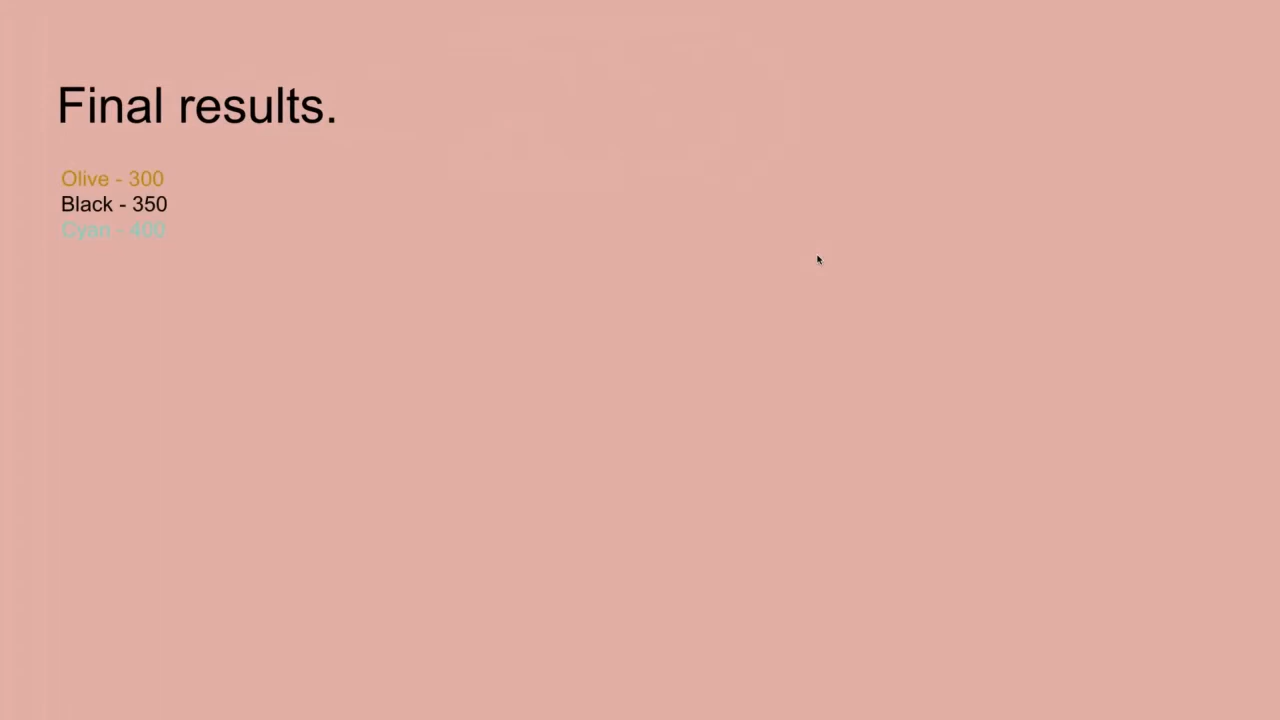 Final results.
Olive - 300
Black - 350
Cyan - 400